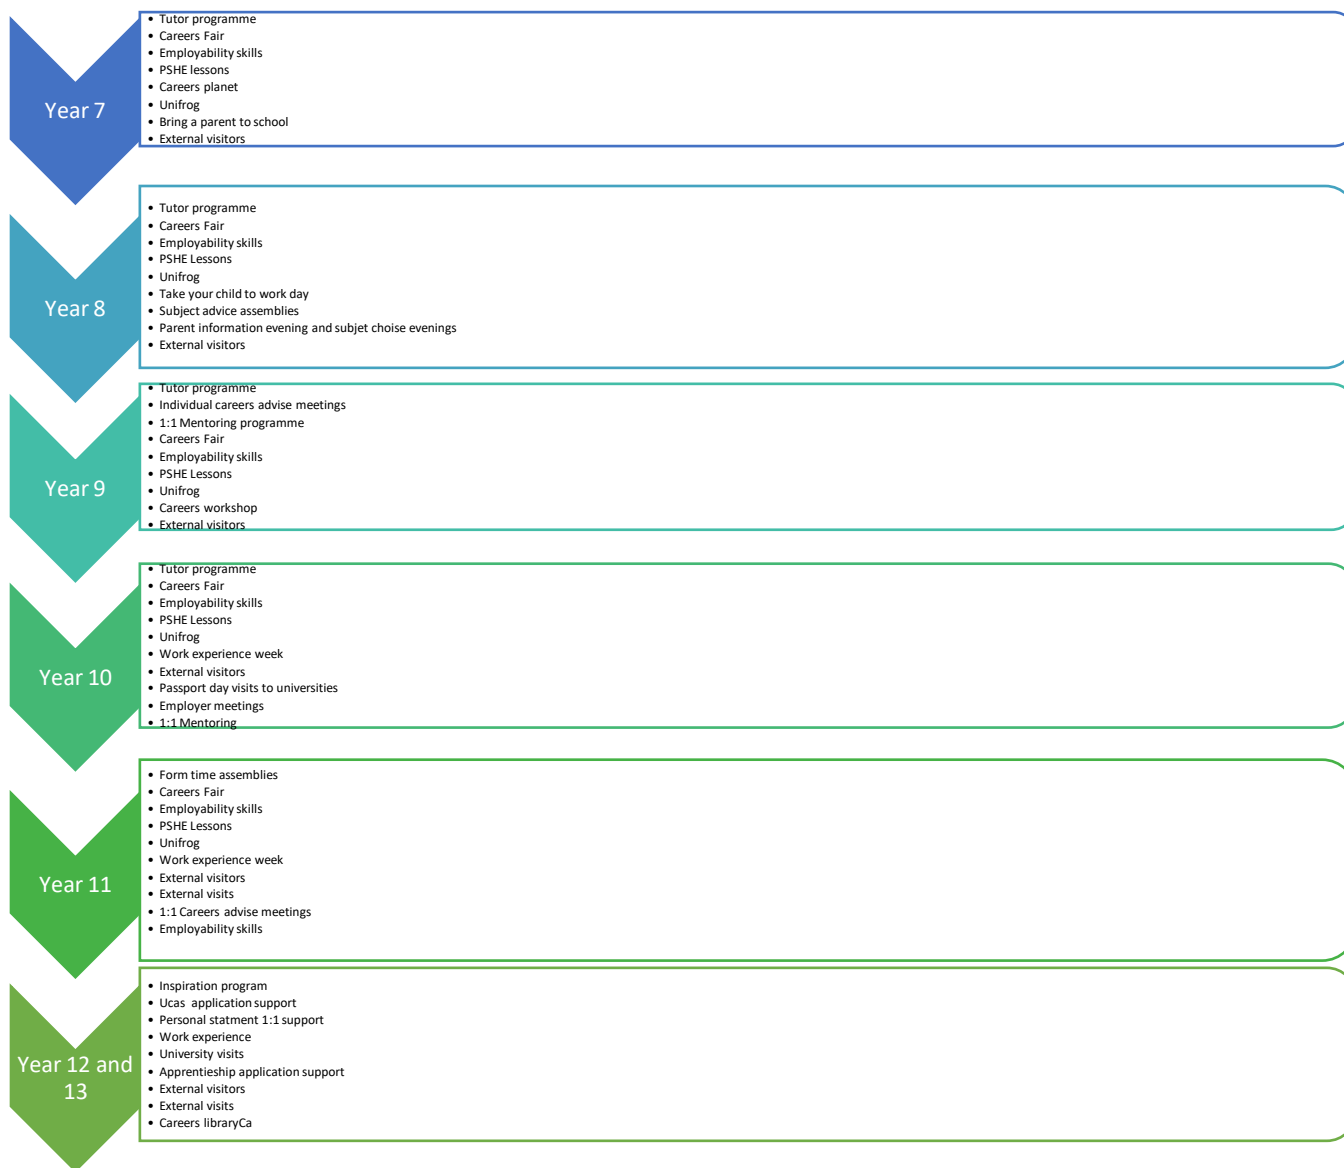 Year 7
• Tutor programme
• Careers Fair
• Employability skills
• PSHE lessons
• Careers planet
• Unifrog
• Bring a parent to school
• External visitors
Year 8
• Tutor programme
• Careers Fair
• Employability skills
• PSHE Lessons
• Unifrog
• Take your child to work day
• Subject advice assemblies
• Parent information evening and subjet choise evenings
• External visitors
Year 9
• Tutor programme
• Individual careers advise meetings
• 1:1 Mentoring programme
• Careers Fair
• Employability skills
• PSHE Lessons
• Unifrog
• Careers workshop
• External visitors
Year 10
• Tutor programme
• Careers Fair
• Employability skills
• PSHE Lessons
• Unifrog
• Work experience week
• External visitors
• Passport day visits to universities
• Employer meetings
• 1:1 Mentoring
Year 11
• Form time assemblies
• Careers Fair
• Employability skills
• PSHE Lessons
• Unifrog
• Work experience week
• External visitors
• External visits
• 1:1 Careers advise meetings
• Employability skills
Year 12 and
13
• Inspiration program
• Ucas application support
• Personal statment 1:1 support
• Work experience
• University visits
• Apprentieship application support
• External visitors
• External visits
• Careers libraryCa